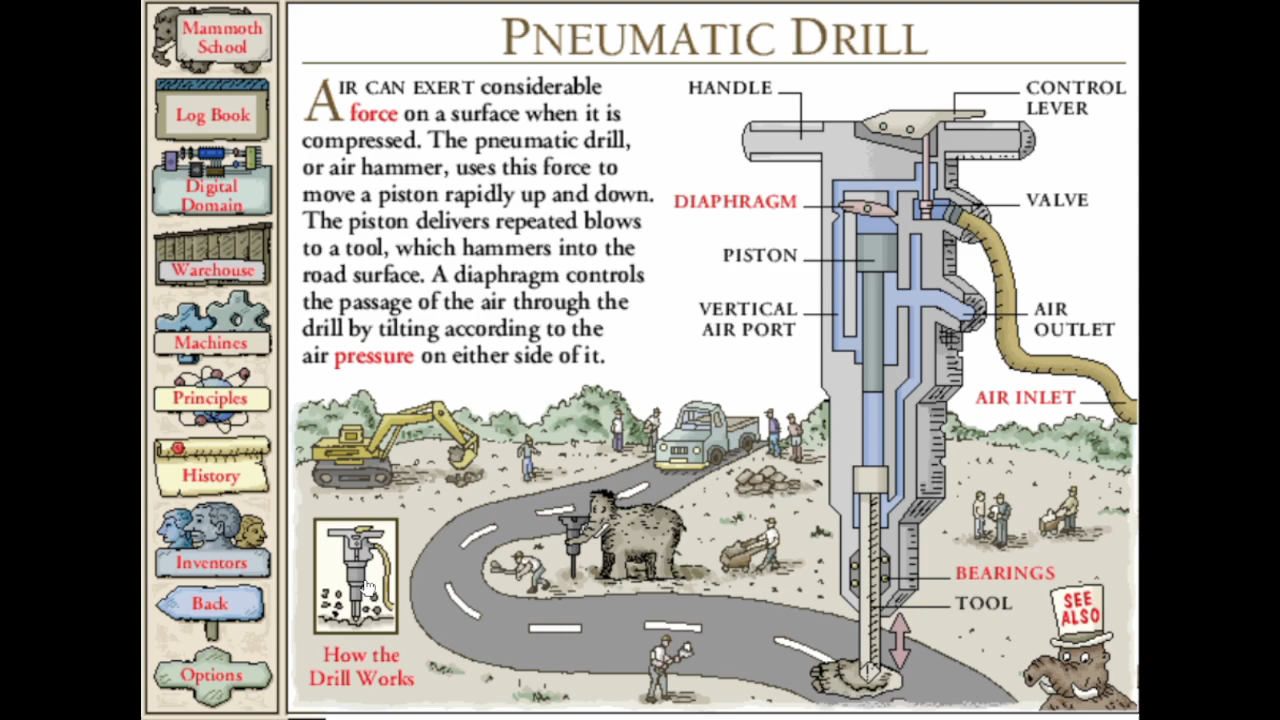 Mammoth
School
Log Book
Digital
Domain
Warehouse
Machines
Principles
History
Inventors
Back
Options
PNEUMATIC DRILL
AIR CAN EXERT considerable
force on a surface when it is
compressed. The pneumatic drill,
or air hammer, uses this force to
move a piston rapidly up and down.
The piston delivers repeated blows
to a tool, which hammers into the
road surface. A diaphragm controls
the passage of the air through the
drill by tilting according to the
air pressure on either side of it.
HANDLE
CONTROL
LEVER
DIAPHRAGM
VALVE
PISTON
VERTICAL
AIR PORT
AIR
OUTLET
AIR INLET
BEARINGS
TOOL
SEE
ALSO
How the
Drill Works